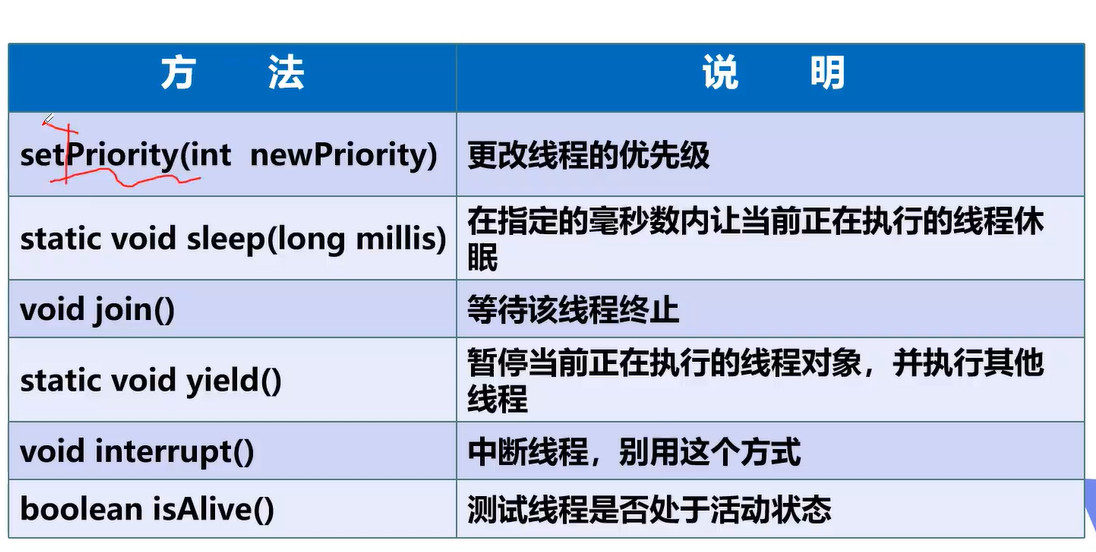 方 法
说 明
setPriority(int newPriority)
更改线程的优先级
static void sleep(long millis)
在指定的毫秒数内让当前正在执行的线程休
眠
void join()
等待该线程终止
static void yield()
暂停当前正在执行的线程对象，并执行其他
线程
void interrupt()
中断线程，别用这个方式
boolean isAlive()
测试线程是否处于活动状态